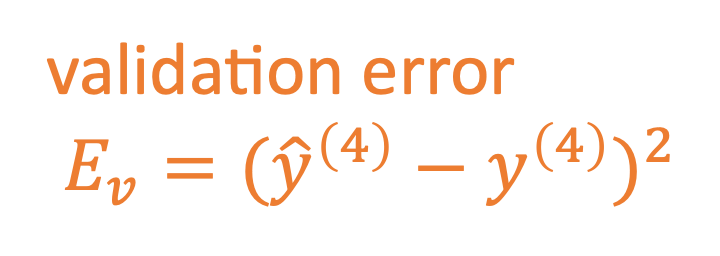 validation error
E_v = (ŷ^(4) − y^(4))^2